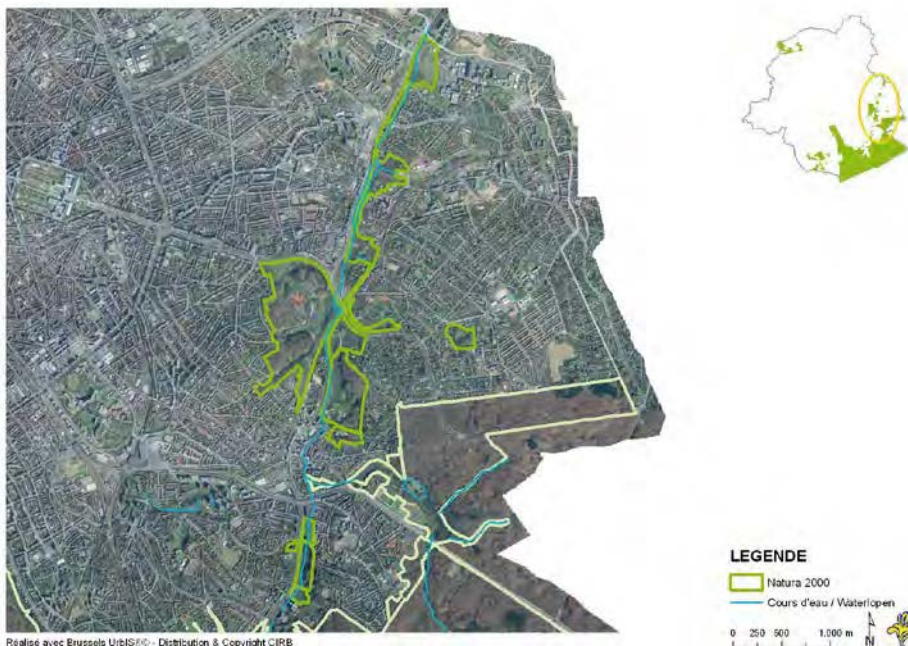 LEGENDE
Natura 2000
Cours d'eau / Waterlopen
0 250 500 1.000 m
N
Réalisé avec Brussels UrbIS®© - Distribution & Copyright CIRB